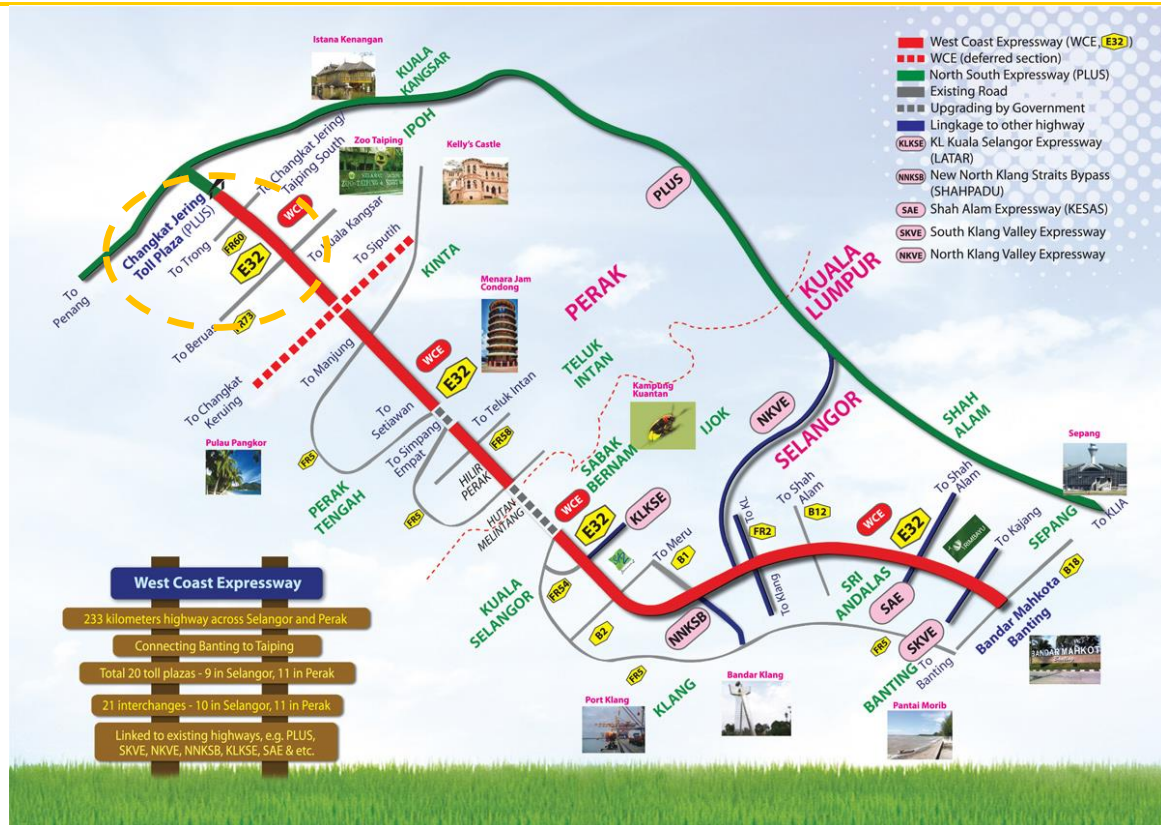 Istana Kenangan
KUALA
KANGSAR
IPOH
Zoo Taiping
Kelly's Castle
To Changkat Jering/
Taiping South
WCE
Changkat Jering
Toll Plaza (PLUS)
To Trong
FR60
E32
To Kuala Kangsar
To Siputih
To Penang
To Beruas
FR73
KINTA
Menara Jam
Condong
PERAK
PLUS
KUALA
LUMPUR
To Changkat
Keruing
To Manjung
WCE
E32
To
Setiawan
To Simpang
Empat
To Teluk Intan
FR58
TELUK
INTAN
Kampung
Kuantan
IJOK
NKVE
SELANGOR
SHAH
ALAM
Sepang
Pulau Pangkor
FR5
PERAK
TENGAH
FR5
HILIR
PERAK
HUTAN
MELINTANG
SABAK
BERNAM
WCE
E32
KLKSE
To KL
FR2
To Klang
To Shah
Alam
B12
WCE
E32
To Shah
Alam
To Kajang
SEPANG
To KLIA
To Meru
B1
KUALA
SELANGOR
FR54
B2
NNKSB
SRI
ANDALAS
SAE
SKVE
FR5
BANTING
To
Banting
Bandar Mahkota
Banting
B18
BANDAR MAHKOTA
FR5
KLANG
Port Klang
Bandar Klang
Pantai Morib
West Coast Expressway (WCE, E32)
WCE (deferred section)
North South Expressway (PLUS)
Existing Road
Upgrading by Government
Lingkage to other highway
KLKSE KL Kuala Selangor Expressway
(LATAR)
NNKSB New North Klang Straits Bypass
(SHAHPADU)
SAE Shah Alam Expressway (KESAS)
SKVE South Klang Valley Expressway
NKVE North Klang Valley Expressway
West Coast Expressway
233 kilometers highway across Selangor and Perak
Connecting Banting to Taiping
Total 20 toll plazas - 9 in Selangor, 11 in Perak
21 interchanges - 10 in Selangor, 11 in Perak
Linked to existing highways, e.g. PLUS,
SKVE, NKVE, NNKSB, KLKSE, SAE & etc.